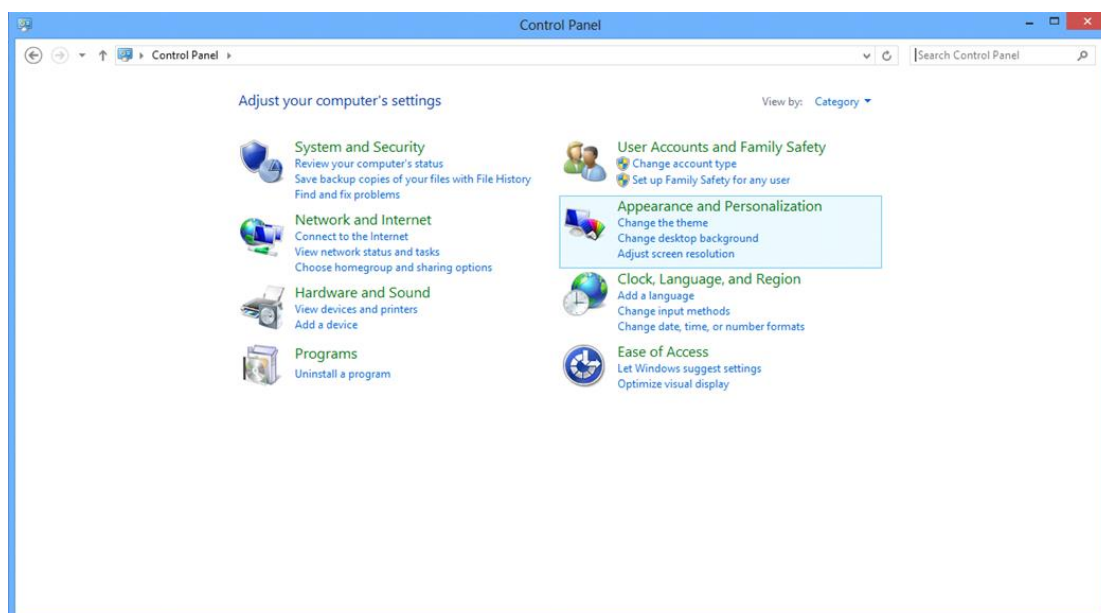 Control Panel
Control Panel
Search Control Panel
Adjust your computer's settings
View by: Category
System and Security
Review your computer's status
Save backup copies of your files with File History
Find and fix problems
Network and Internet
Connect to the Internet
View network status and tasks
Choose homegroup and sharing options
Hardware and Sound
View devices and printers
Add a device
Programs
Uninstall a program
User Accounts and Family Safety
Change account type
Set up Family Safety for any user
Appearance and Personalization
Change the theme
Change desktop background
Adjust screen resolution
Clock, Language, and Region
Add a language
Change input methods
Change date, time, or number formats
Ease of Access
Let Windows suggest settings
Optimize visual display